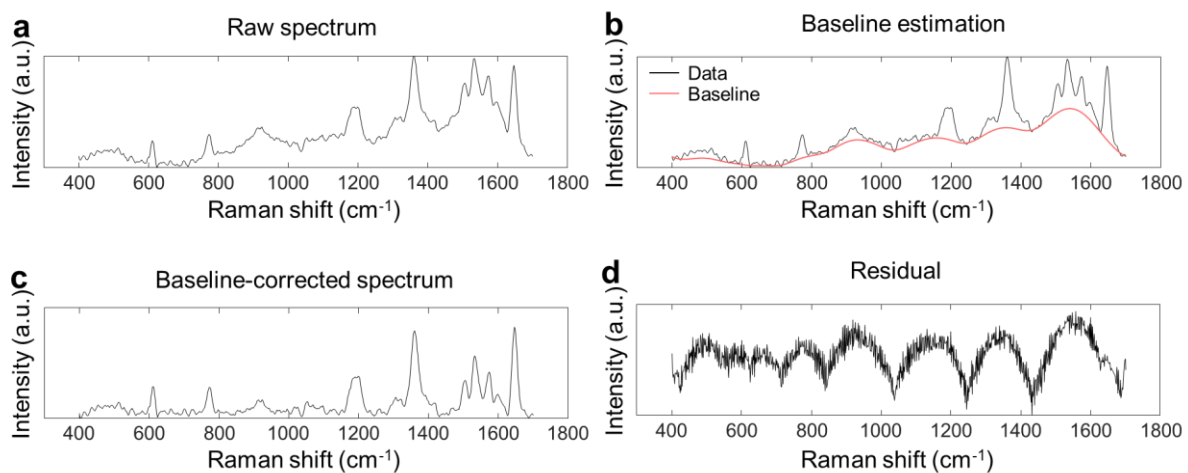 a
Raw spectrum
Intensity (a.u.)
400 600 800 1000 1200 1400 1600 1800
Raman shift (cm⁻¹)
b
Baseline estimation
Data
Baseline
Intensity (a.u.)
400 600 800 1000 1200 1400 1600 1800
Raman shift (cm⁻¹)
c
Baseline-corrected spectrum
Intensity (a.u.)
400 600 800 1000 1200 1400 1600 1800
Raman shift (cm⁻¹)
d
Residual
Intensity (a.u.)
400 600 800 1000 1200 1400 1600 1800
Raman shift (cm⁻¹)